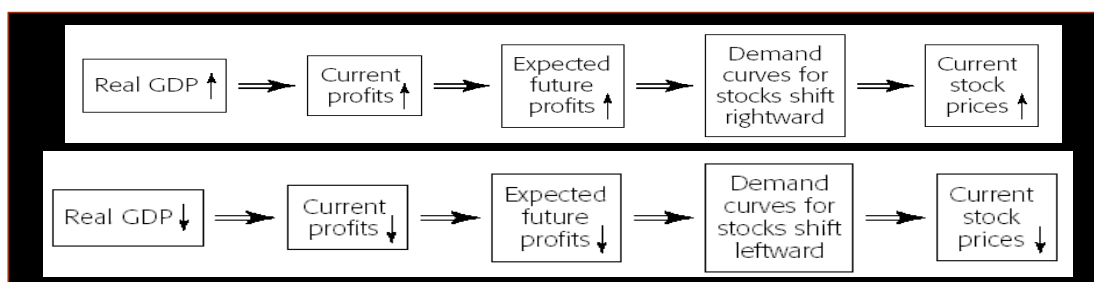 Real GDP ↑
Current
profits ↑
Expected
future
profits ↑
Demand
curves for
stocks shift
rightward
Current
stock
prices ↑
Real GDP ↓
Current
profits ↓
Expected
future
profits ↓
Demand
curves for
stocks shift
leftward
Current
stock
prices ↓